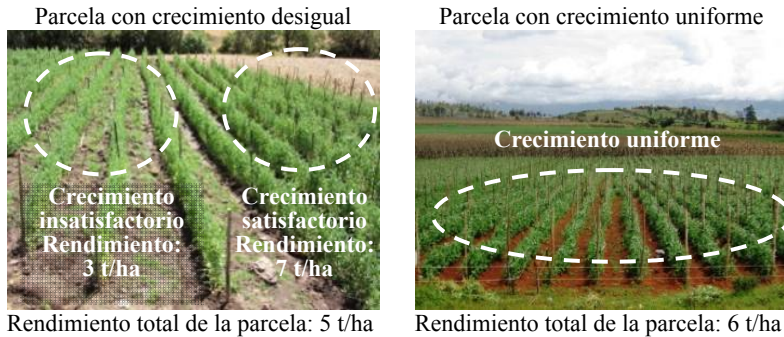 Parcela con crecimiento desigual
Crecimiento
insatisfactorio
Rendimiento:
3 t/ha
Crecimiento
satisfactorio
Rendimiento:
7 t/ha
Rendimiento total de la parcela: 5 t/ha
Parcela con crecimiento uniforme
Crecimiento uniforme
Rendimiento total de la parcela: 6 t/ha